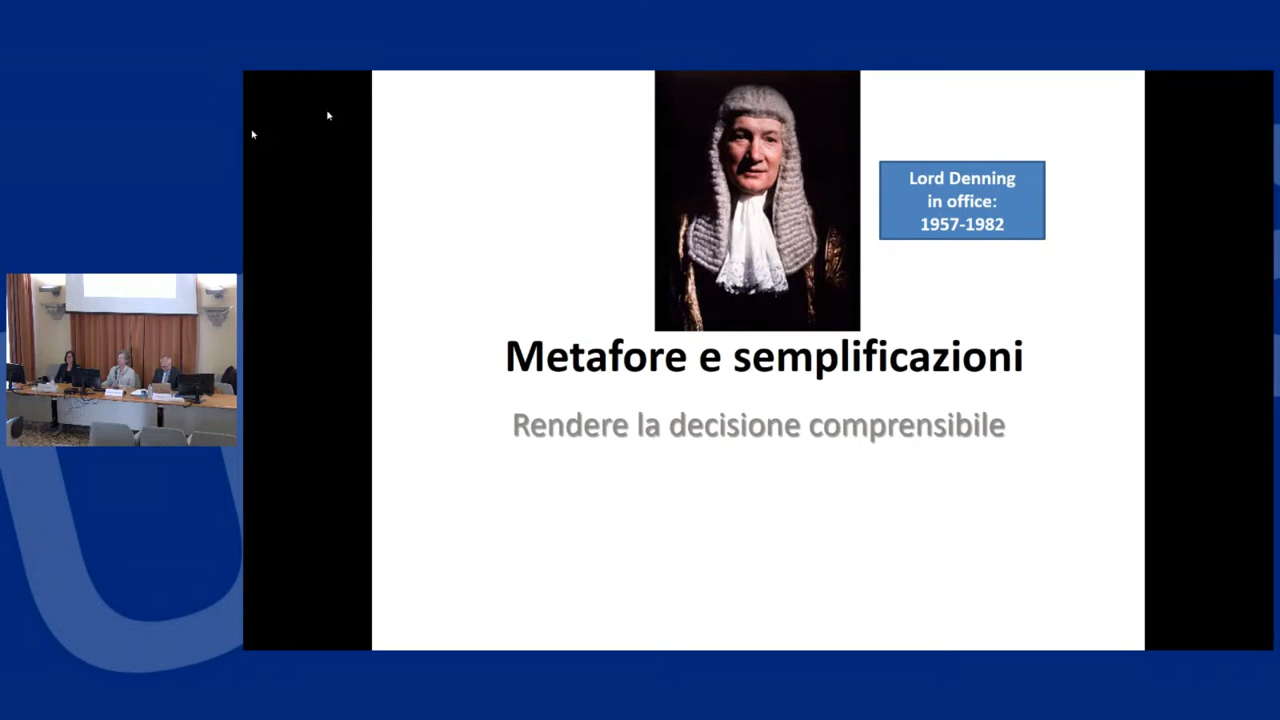 Lord Denning
in office:
1957-1982
Metafore e semplificazioni
Rendere la decisione comprensibile